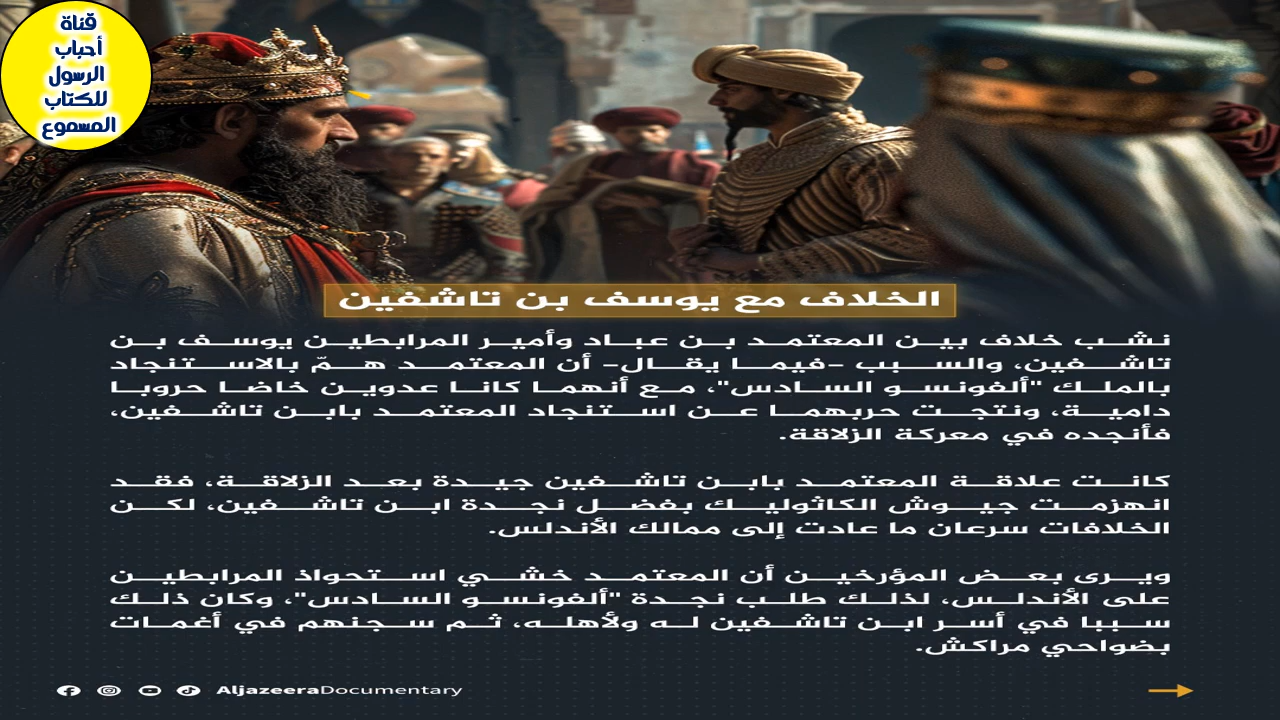 قناة
أحباب
الرسول
للكتاب
المسموع
الخلاف مع يوسف بن تاشفين
نشب خلاف بين المعتمد بن عباد وأمير المرابطين يوسف بن
تاشفين، والسبب -فيما يقال- أن المعتمد همّ بالاستنجاد
بالملك "ألفونسو السادس"، مع أنهما كانا عدوين خاضا حروبا
دامية، ونتجت حربهما عن استنجاد المعتمد بابن تاشفين،
فأنجده في معركة الزلاقة.
كانت علاقة المعتمد بابن تاشفين جيدة بعد الزلاقة، فقد
انهزمت جيوش الكاثوليك بفضل نجدة ابن تاشفين، لكن
الخلافات سرعان ما عادت إلى ممالك الأندلس.
ويرى بعض المؤرخين أن المعتمد خشي استحواذ المرابطين
على الأندلس، لذلك طلب نجدة "ألفونسو السادس"، وكان ذلك
سببا في أسر ابن تاشفين له ولأهله، ثم سجنهم في أغمات
بضواحي مراكش.
AljazeeraDocumentary